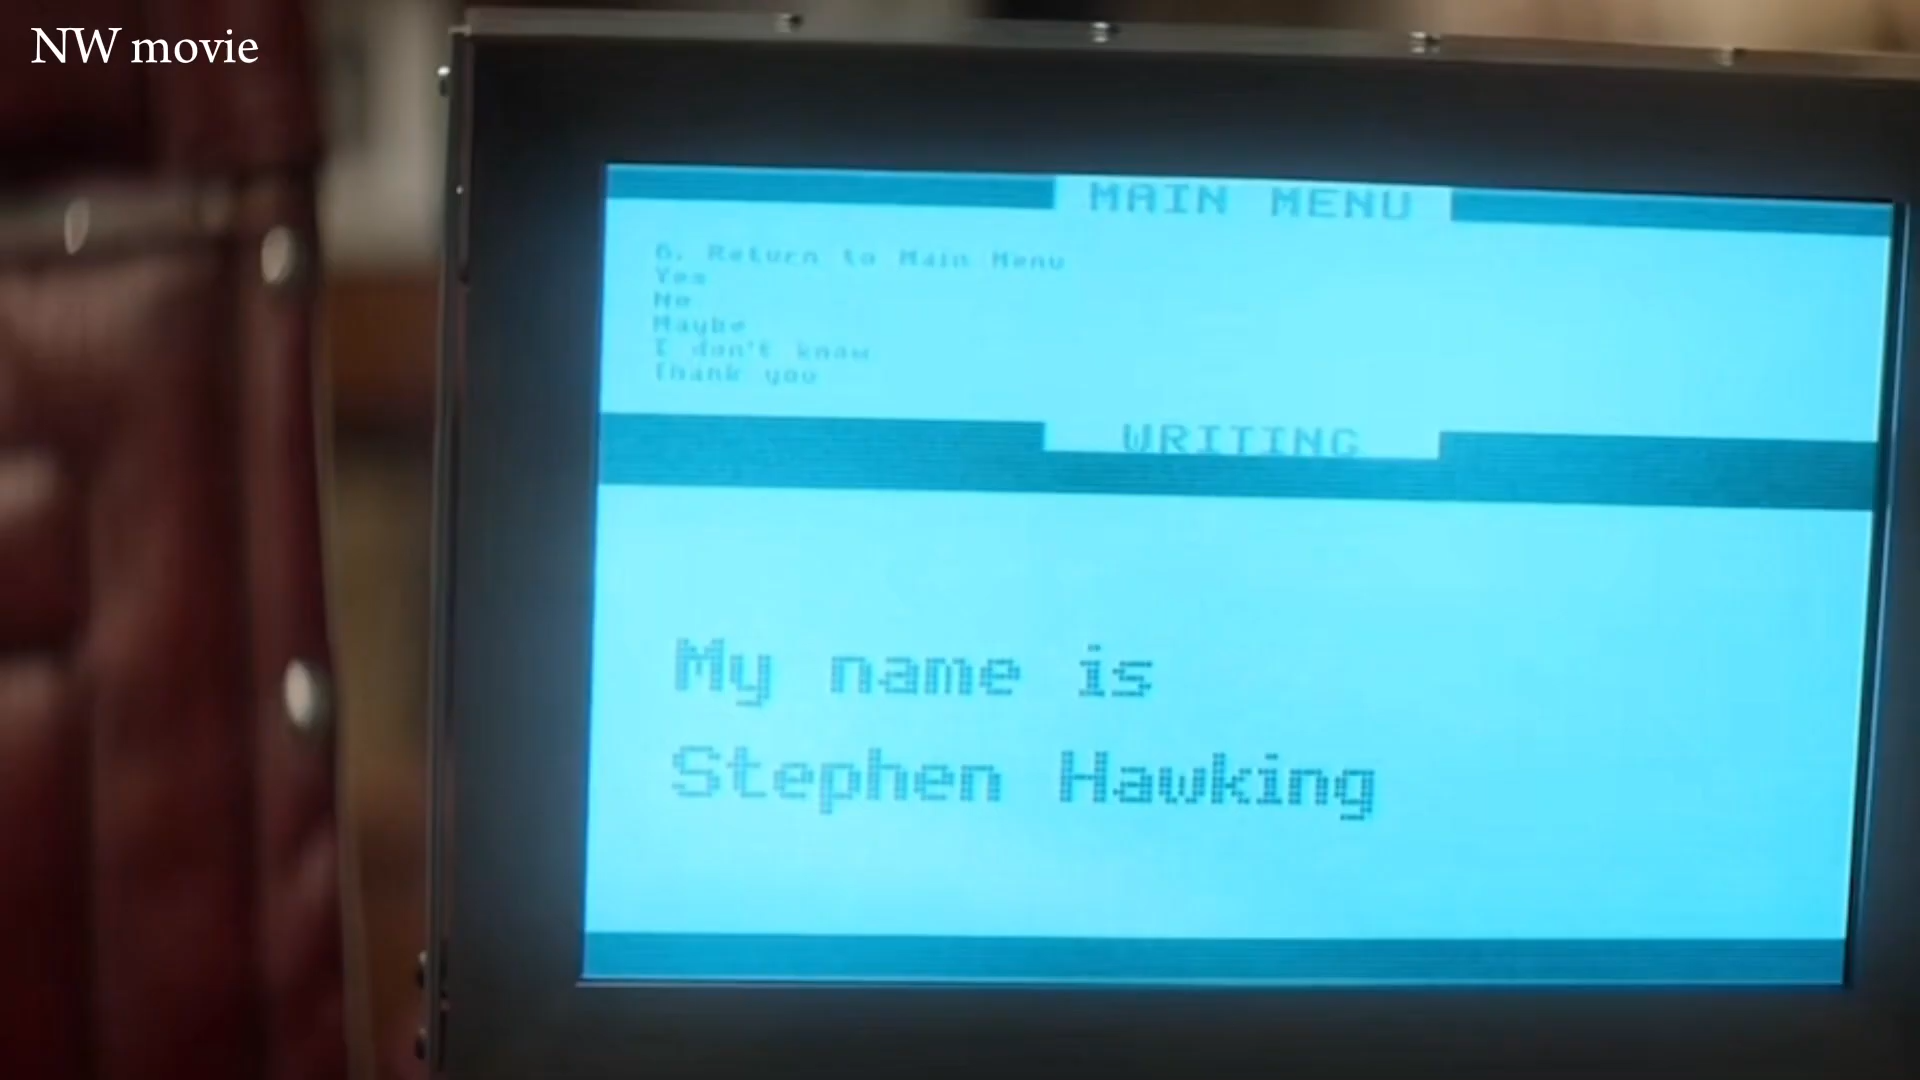 NW movie
MAIN MENU
6. Return to Main Menu
Yes
No
Maybe
I don't know
Thank you
WRITING
My name is
Stephen Hawking